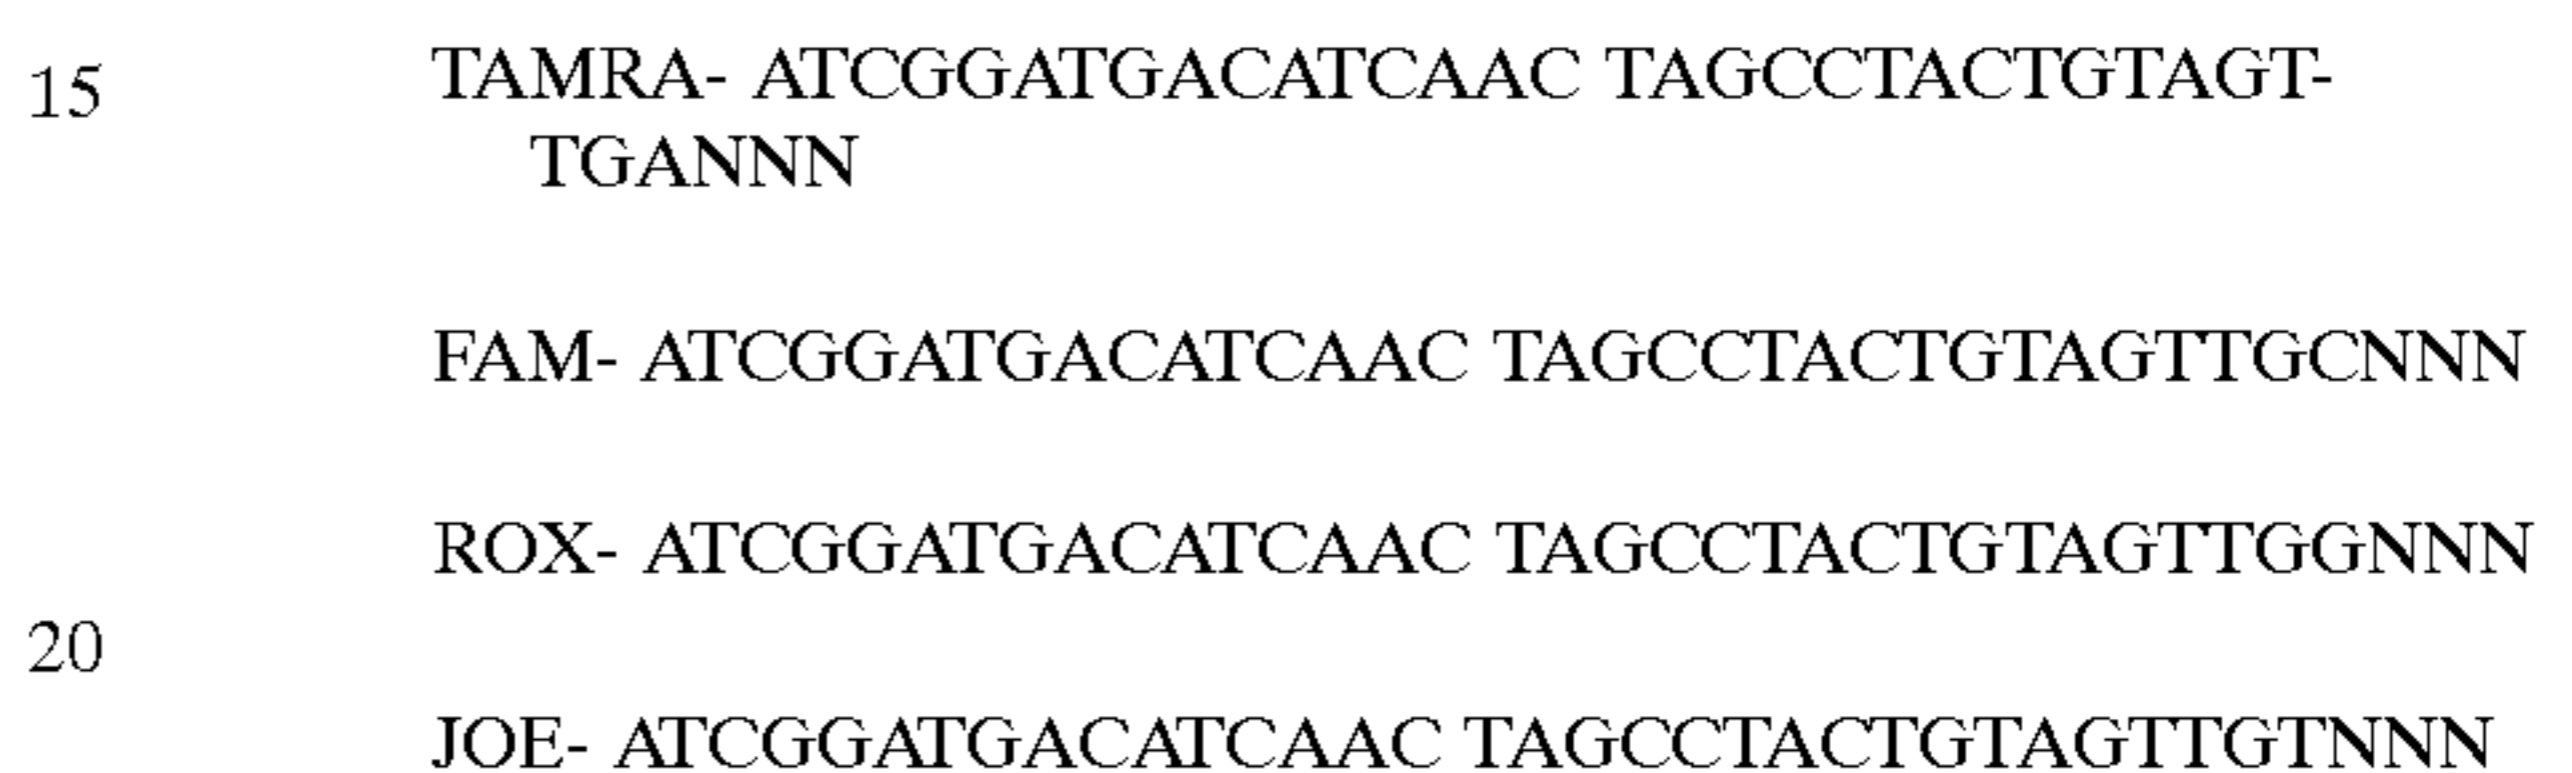 15 TAMRA- ATCGGATGACATCAAC TAGCCTACTGTAGT-
TGANNN
FAM- ATCGGATGACATCAAC TAGCCTACTGTAGTTGCNNN
ROX- ATCGGATGACATCAAC TAGCCTACTGTAGTTGGNNN
20
JOE- ATCGGATGACATCAAC TAGCCTACTGTAGTTGTNNN